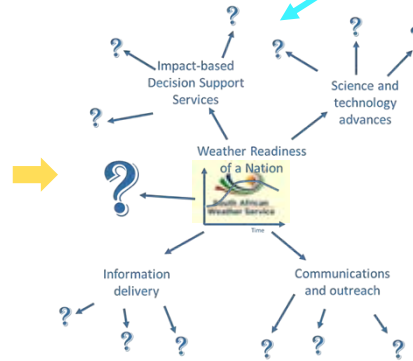 ?
?
?
?
?
Impact-based
Decision Support
Services
?
Science and
technology
advances
?
Weather Readiness
of a Nation
?
South African
Weather Service
Time
Information
delivery
Communications
and outreach
?
?
?
?
?
?